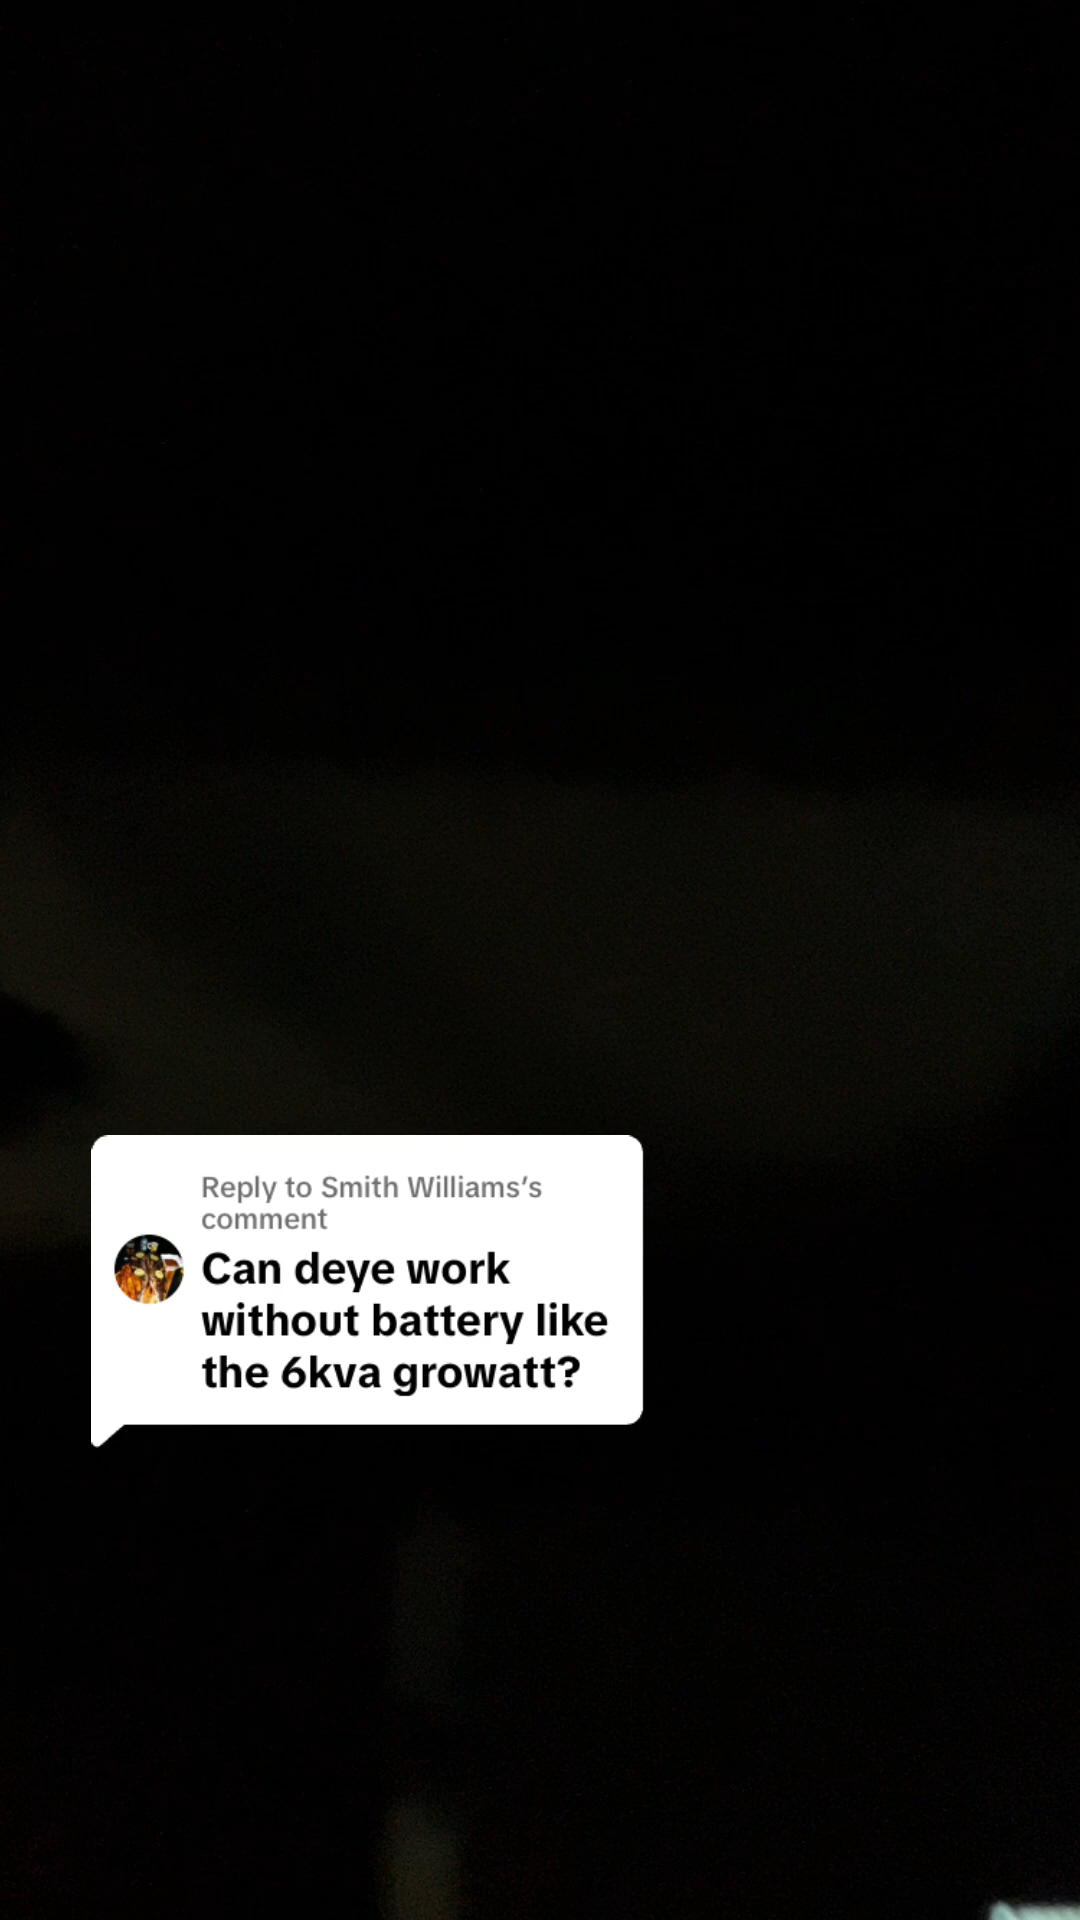 Reply to Smith Williams’s
comment
Can deye work
without battery like
the 6kva growatt?